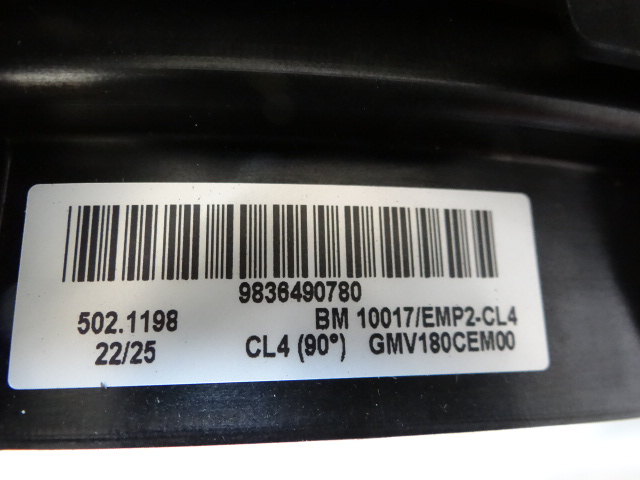 9836490780
502.1198 BM 10017/EMP2-CL4
22/25 CL4 (90°) GMV180CEM00